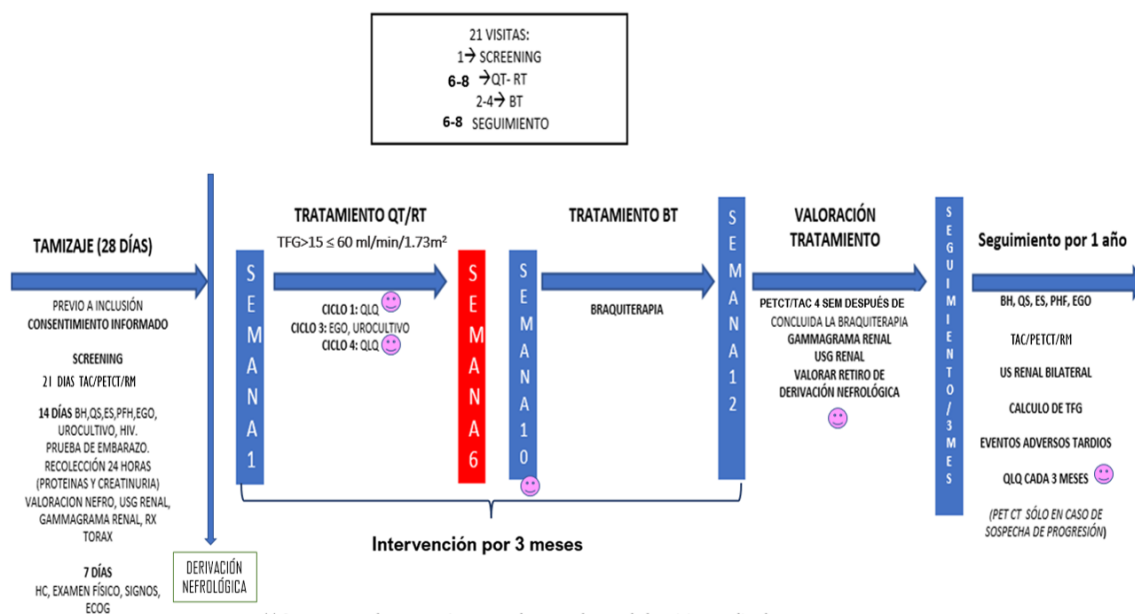 21 VISITAS:
1→ SCREENING
6-8 →QT- RT
2-4→ BT
6-8 SEGUIMIENTO
TAMIZAJE (28 DÍAS)
PREVIO A INCLUSIÓN
CONSENTIMIENTO INFORMADO
SCREENING
21 DIAS TAC/PETCT/RM
14 DÍAS BH,QS,ES,PFH,EGO,
UROCULTIVO, HIV.
PRUEBA DE EMBARAZO.
RECOLECCIÓN 24 HORAS
(PROTEINAS Y CREATINURIA)
VALORACION NEFRO, USG RENAL,
GAMMAGRAMA RENAL, RX
TORAX
7 DÍAS
HC, EXAMEN FÍSICO, SIGNOS,
ECOG
DERIVACIÓN
NEFROLÓGICA
SEMANA1
TRATAMIENTO QT/RT
TFG>15 ≤ 60 ml/min/1.73m²
CICLO 1: QLQ
CICLO 3: EGO, UROCULTIVO
CICLO 4: QLQ
SEMANA6
SEMANA10
TRATAMIENTO BT
BRAQUITERAPIA
SEMANA12
Intervención por 3 meses
VALORACIÓN
TRATAMIENTO
PETCT/TAC 4 SEM DESPUÉS DE
CONCLUIDA LA BRAQUITERAPIA
GAMMAGRAMA RENAL
USG RENAL
VALORAR RETIRO DE
DERIVACIÓN NEFROLÓGICA
SEGUIMIENTO/3MES
Seguimiento por 1 año
BH, QS, ES, PHF, EGO
TAC/PETCT/RM
US RENAL BILATERAL
CALCULO DE TFG
EVENTOS ADVERSOS TARDIOS
QLQ CADA 3 MESES
(PET CT SÓLO EN CASO DE
SOSPECHA DE PROGRESIÓN)